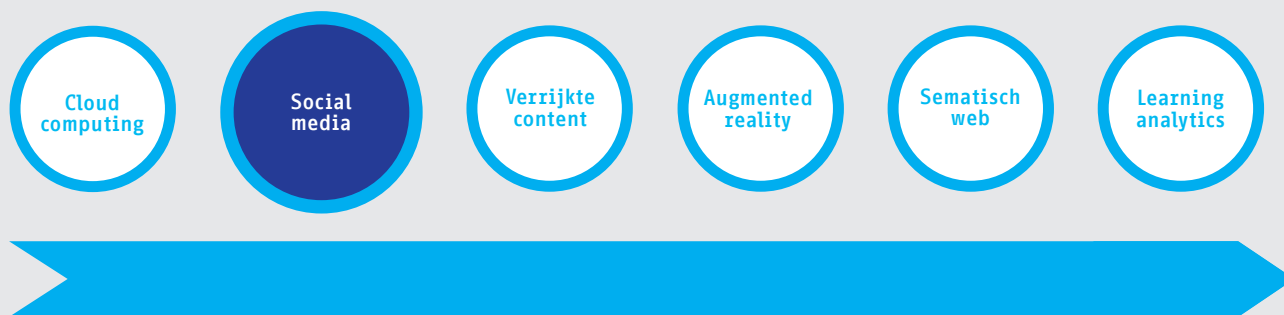 Cloud
computing
Social
media
Verrijkte
content
Augmented
reality
Sematisch
web
Learning
analytics